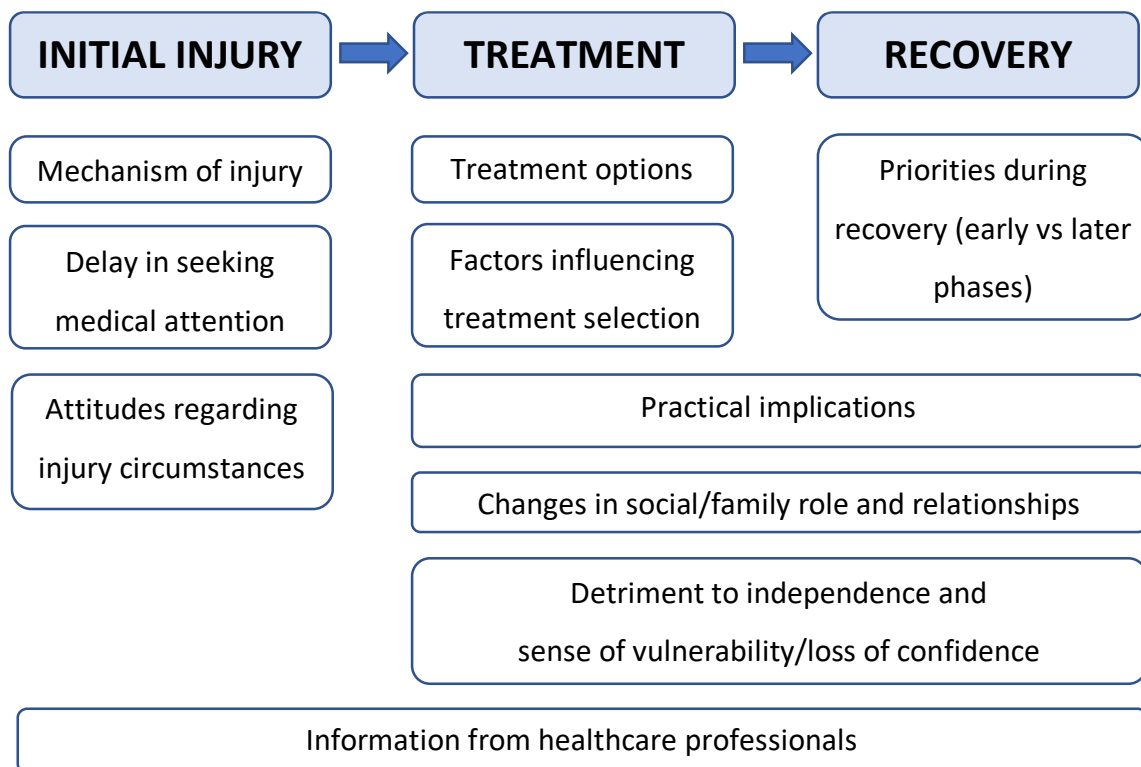 INITIAL INJURY
TREATMENT
RECOVERY
Mechanism of injury
Delay in seeking
medical attention
Attitudes regarding
injury circumstances
Treatment options
Factors influencing
treatment selection
Priorities during
recovery (early vs later
phases)
Practical implications
Changes in social/family role and relationships
Detriment to independence and
sense of vulnerability/loss of confidence
Information from healthcare professionals